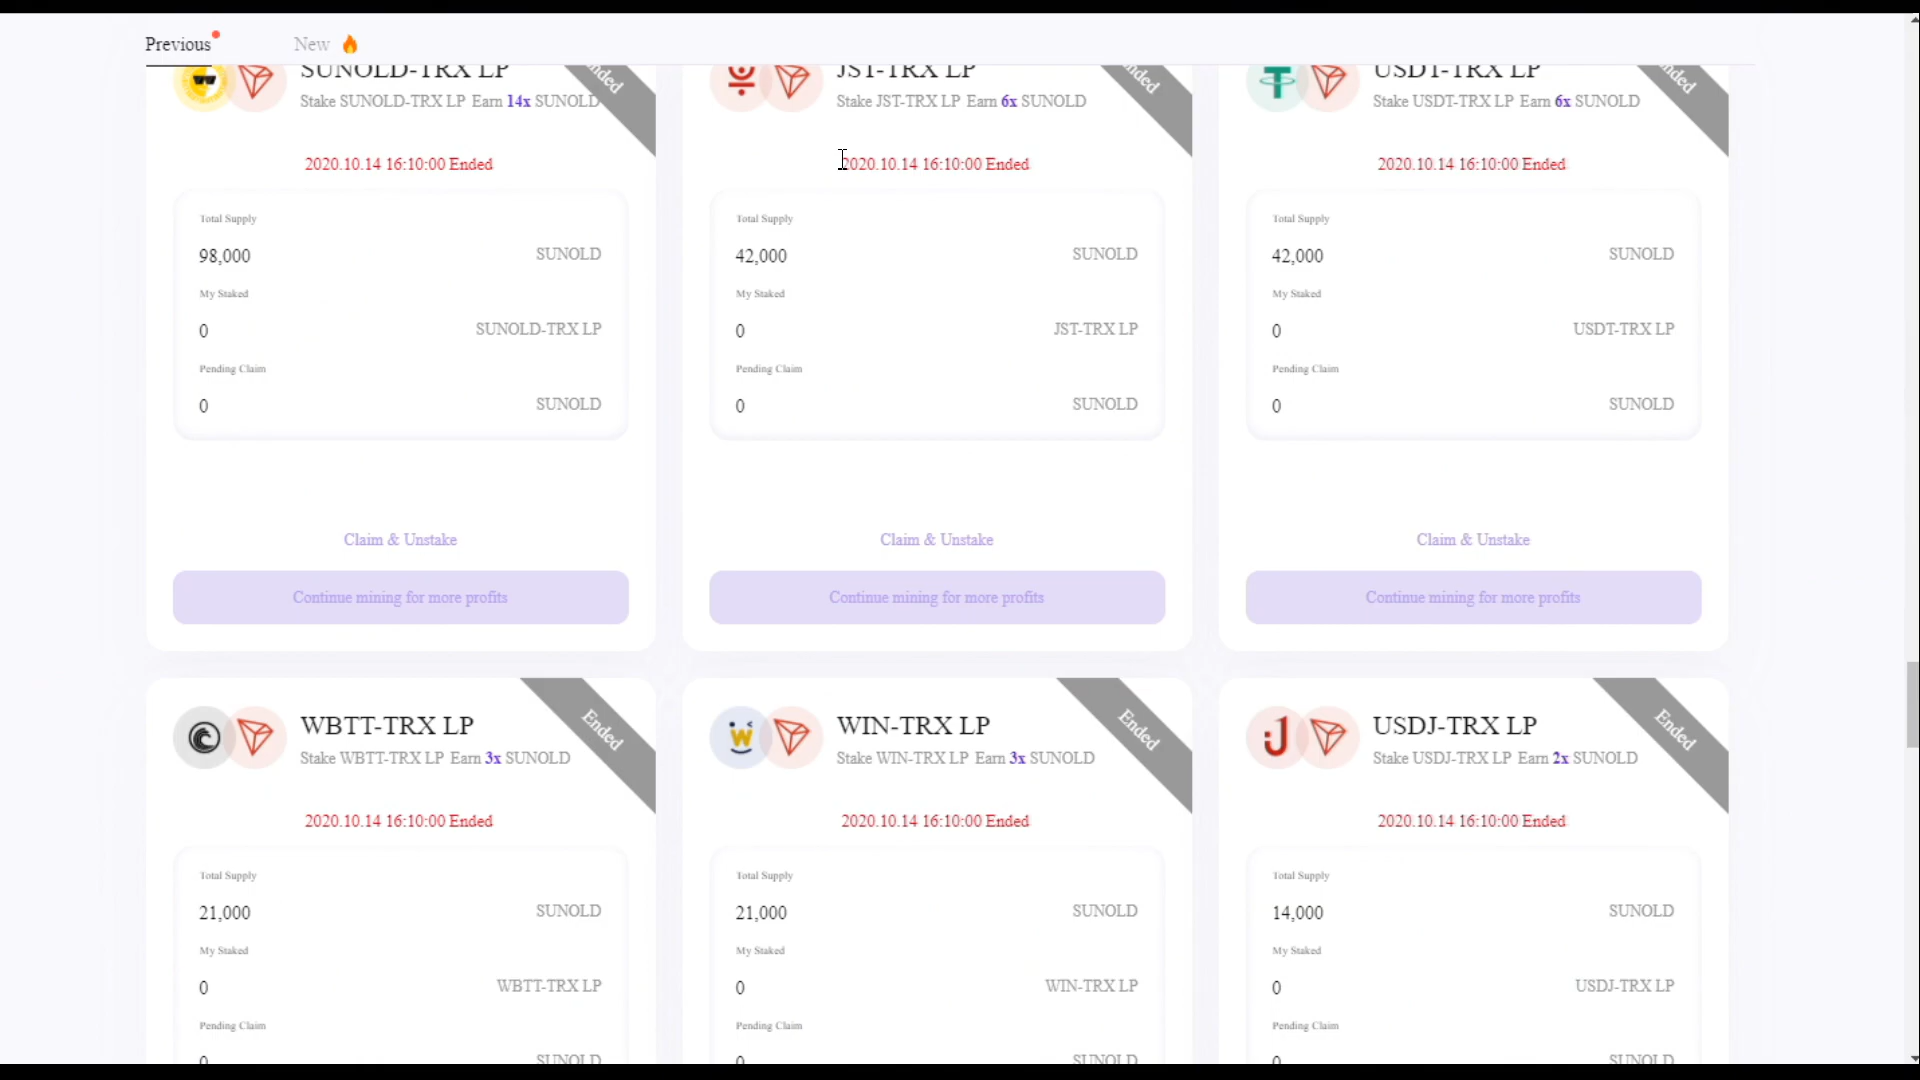 Previous
New
SUNOLD-TRX LP
Stake SUNOLD-TRX LP Earn 14x SUNOLD
Ended
2020.10.14 16:10:00 Ended
Total Supply
98,000 SUNOLD
My Staked
0 SUNOLD-TRX LP
Pending Claim
0 SUNOLD
Claim & Unstake
Continue mining for more profits
JST-TRX LP
Stake JST-TRX LP Earn 6x SUNOLD
Ended
2020.10.14 16:10:00 Ended
Total Supply
42,000 SUNOLD
My Staked
0 JST-TRX LP
Pending Claim
0 SUNOLD
Claim & Unstake
Continue mining for more profits
USDT-TRX LP
Stake USDT-TRX LP Earn 6x SUNOLD
Ended
2020.10.14 16:10:00 Ended
Total Supply
42,000 SUNOLD
My Staked
0 USDT-TRX LP
Pending Claim
0 SUNOLD
Claim & Unstake
Continue mining for more profits
WBTT-TRX LP
Stake WBTT-TRX LP Earn 3x SUNOLD
Ended
2020.10.14 16:10:00 Ended
Total Supply
21,000 SUNOLD
My Staked
0 WBTT-TRX LP
Pending Claim
0 SUNOLD
WIN-TRX LP
Stake WIN-TRX LP Earn 3x SUNOLD
Ended
2020.10.14 16:10:00 Ended
Total Supply
21,000 SUNOLD
My Staked
0 WIN-TRX LP
Pending Claim
0 SUNOLD
USDJ-TRX LP
Stake USDJ-TRX LP Earn 2x SUNOLD
Ended
2020.10.14 16:10:00 Ended
Total Supply
14,000 SUNOLD
My Staked
0 USDJ-TRX LP
Pending Claim
0 SUNOLD